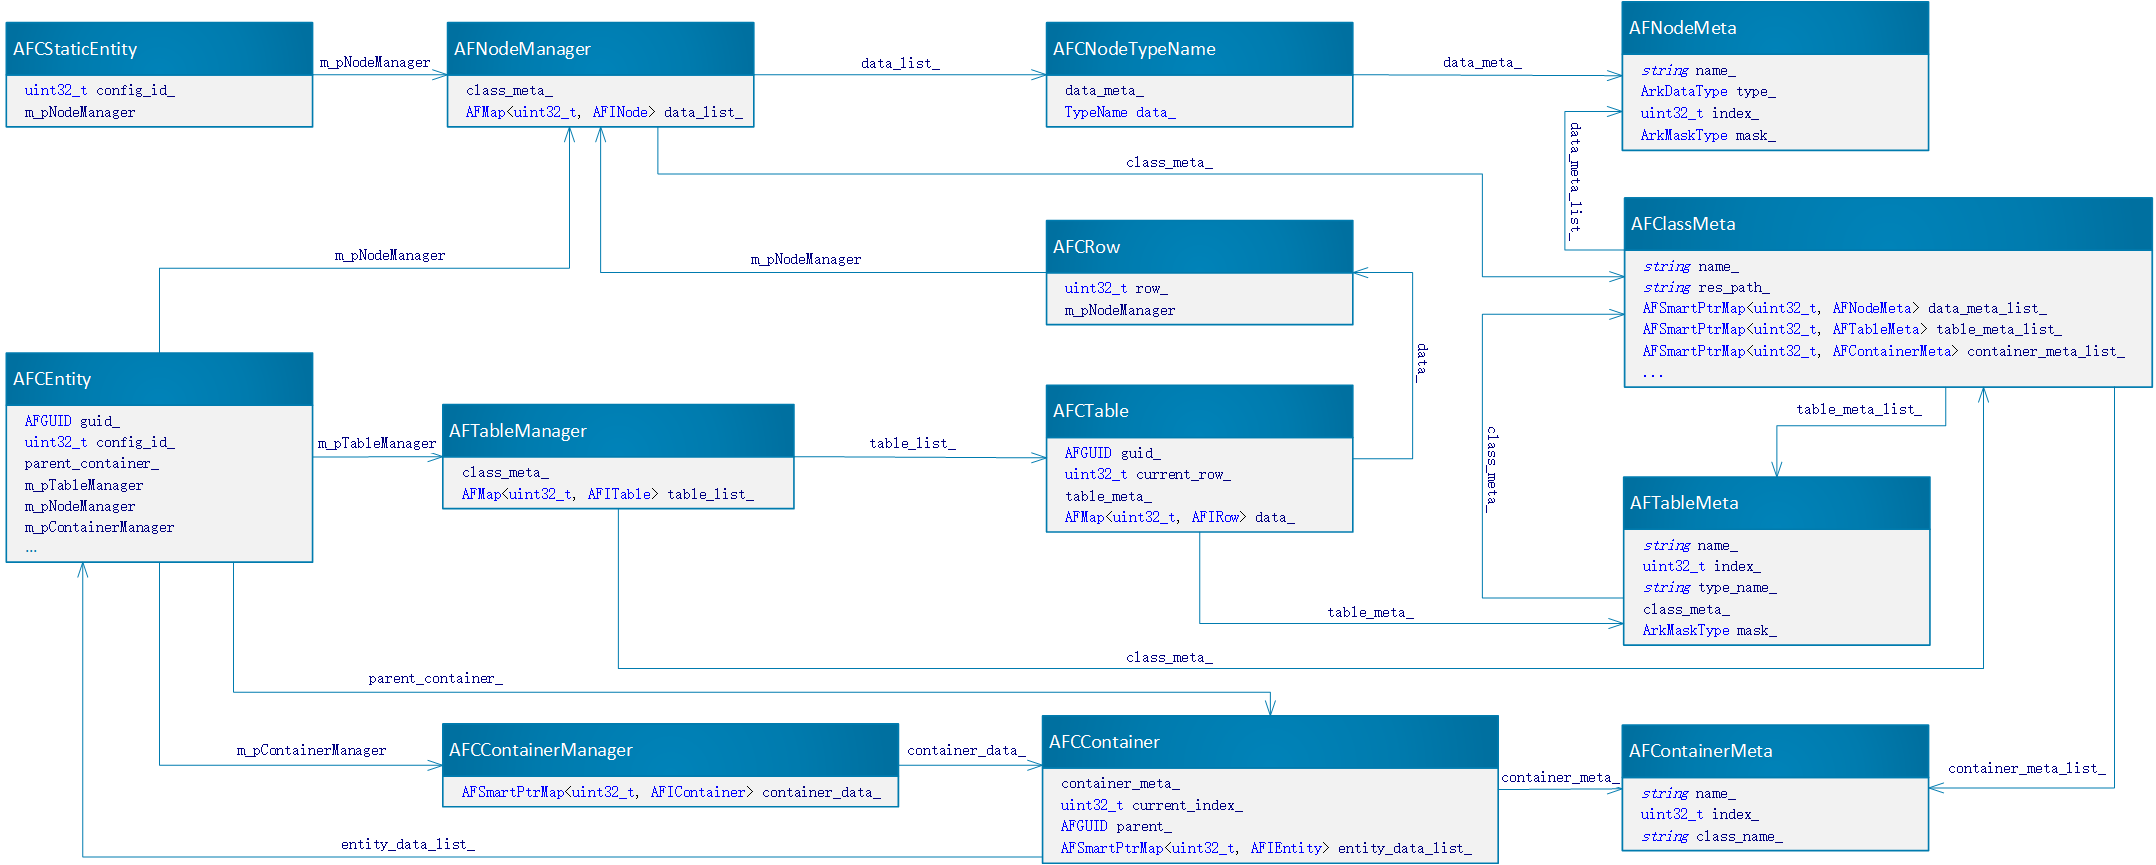 AFCStaticEntity
uint32_t config_id_
m_pNodeManager
m_pNodeManager
AFNodeManager
class_meta_
AFMap<uint32_t, AFINode> data_list_
data_list_
AFCNodeTypeName
data_meta_
TypeName data_
data_meta_
AFNodeMeta
string name_
ArkDataType type_
uint32_t index_
ArkMaskType mask_
data_meta_list_
class_meta_
AFClassMeta
string name_
string res_path_
AFSmartPtrMap<uint32_t, AFNodeMeta> data_meta_list_
AFSmartPtrMap<uint32_t, AFTableMeta> table_meta_list_
AFSmartPtrMap<uint32_t, AFContainerMeta> container_meta_list_
...
m_pNodeManager
m_pNodeManager
AFCRow
uint32_t row_
m_pNodeManager
data_
AFCEntity
AFGUID guid_
uint32_t config_id_
parent_container_
m_pTableManager
m_pNodeManager
m_pContainerManager
...
m_pTableManager
AFTableManager
class_meta_
AFMap<uint32_t, AFITable> table_list_
table_list_
AFCTable
AFGUID guid_
uint32_t current_row_
table_meta_
AFMap<uint32_t, AFIRow> data_
class_meta_
table_meta_list_
AFTableMeta
string name_
uint32_t index_
string type_name_
class_meta_
ArkMaskType mask_
table_meta_
class_meta_
parent_container_
m_pContainerManager
AFCContainerManager
AFSmartPtrMap<uint32_t, AFIContainer> container_data_
container_data_
AFCContainer
container_meta_
uint32_t current_index_
AFGUID parent_
AFSmartPtrMap<uint32_t, AFIEntity> entity_data_list_
container_meta_
AFContainerMeta
string name_
uint32_t index_
string class_name_
container_meta_list_
entity_data_list_